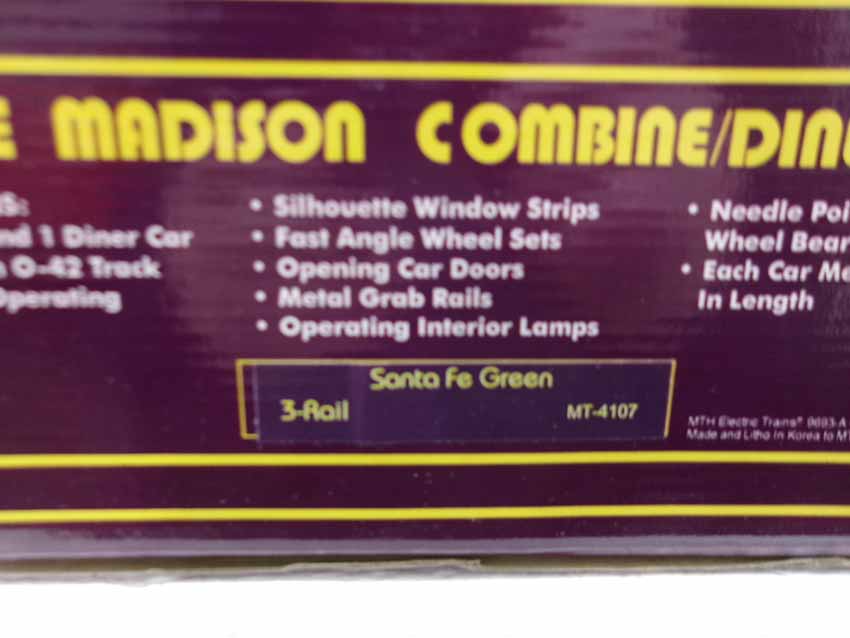 E MADISON COMBINE/DINE
S:
nd 1 Diner Car
O-42 Track
Operating
• Silhouette Window Strips
• Fast Angle Wheel Sets
• Opening Car Doors
• Metal Grab Rails
• Operating Interior Lamps
• Needle Poi
Wheel Bear
• Each Car Me
In Length
Santa Fe Green
3-Rail MT-4107
MTH Electric Trains®
Made and Litho in Korea to MT